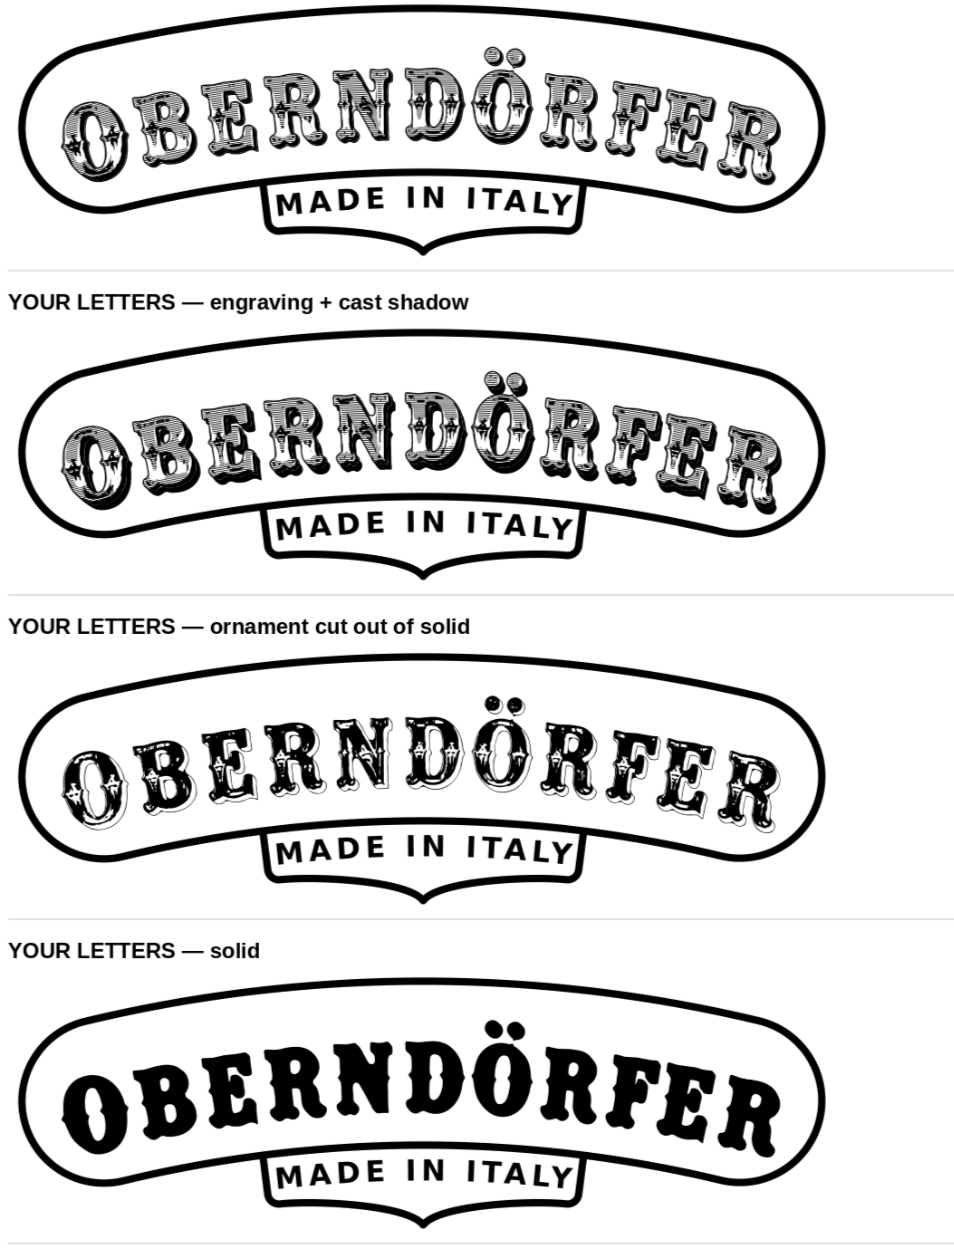 OBERNDÖRFER
MADE IN ITALY
YOUR LETTERS — engraving + cast shadow
OBERNDÖRFER
MADE IN ITALY
YOUR LETTERS — ornament cut out of solid
OBERNDÖRFER
MADE IN ITALY
YOUR LETTERS — solid
OBERNDÖRFER
MADE IN ITALY